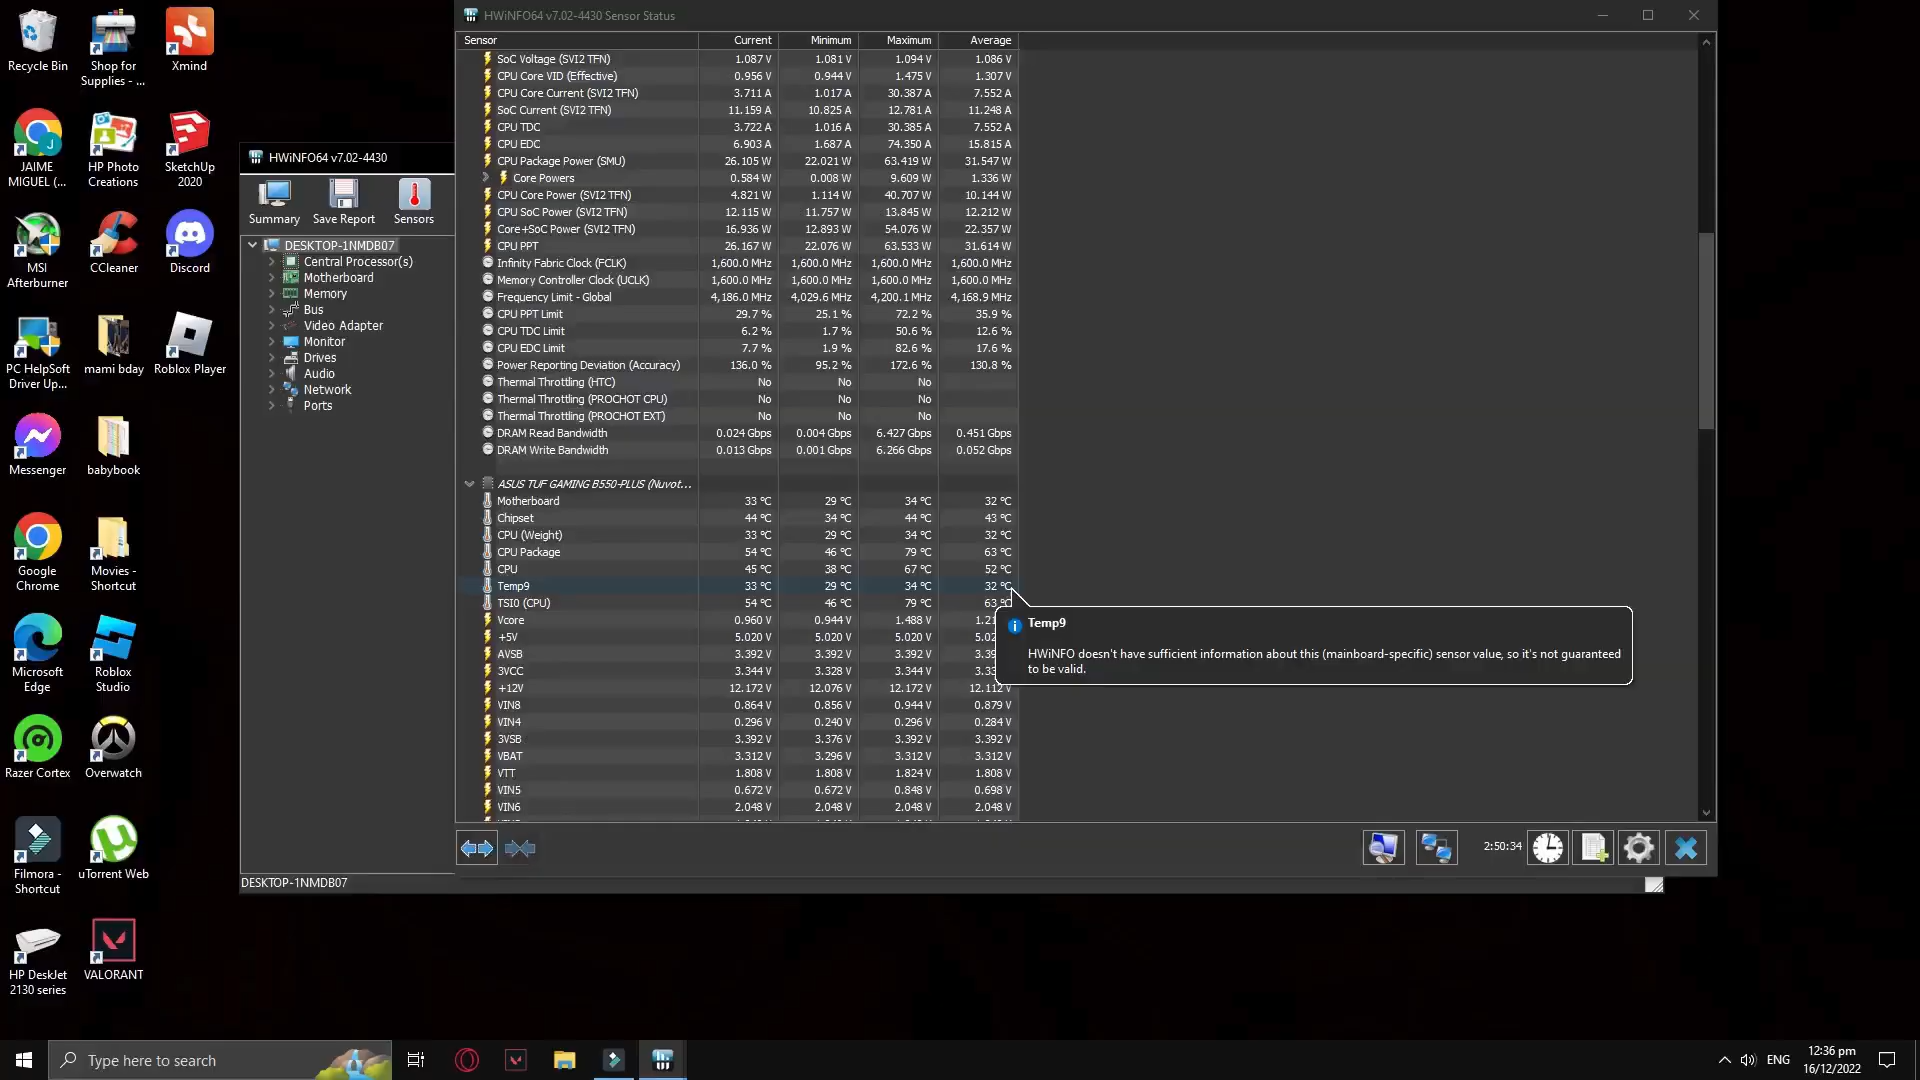 Recycle Bin
Shop for
Supplies - ...
Xmind
JAIME
MIGUEL (...
HP Photo
Creations
SketchUp
2020
MSI
Afterburner
CCleaner
Discord
PC HelpSoft
Driver Up...
mami bday
Roblox Player
Messenger
babybook
Google
Chrome
Movies -
Shortcut
Microsoft
Edge
Roblox
Studio
Razer Cortex
Overwatch
Filmora -
Shortcut
uTorrent Web
HP DeskJet
2130 series
VALORANT
HWiNFO64 v7.02-4430
Summary
Save Report
Sensors
DESKTOP-1NMDB07
Central Processor(s)
Motherboard
Memory
Bus
Video Adapter
Monitor
Drives
Audio
Network
Ports
DESKTOP-1NMDB07
HWiNFO64 v7.02-4430 Sensor Status
Sensor Current Minimum Maximum Average
SoC Voltage (SVI2 TFN) 1.087 V 1.081 V 1.094 V 1.086 V
CPU Core VID (Effective) 0.956 V 0.944 V 1.475 V 1.307 V
CPU Core Current (SVI2 TFN) 3.711 A 1.017 A 30.387 A 7.552 A
SoC Current (SVI2 TFN) 11.159 A 10.825 A 12.781 A 11.248 A
CPU TDC 3.722 A 1.016 A 30.385 A 7.552 A
CPU EDC 6.903 A 1.687 A 74.350 A 15.815 A
CPU Package Power (SMU) 26.105 W 22.021 W 63.419 W 31.547 W
Core Powers 0.584 W 0.008 W 9.609 W 1.336 W
CPU Core Power (SVI2 TFN) 4.821 W 1.114 W 40.707 W 10.144 W
CPU SoC Power (SVI2 TFN) 12.115 W 11.757 W 13.845 W 12.212 W
Core+SoC Power (SVI2 TFN) 16.936 W 12.893 W 54.076 W 22.357 W
CPU PPT 26.167 W 22.076 W 63.533 W 31.614 W
Infinity Fabric Clock (FCLK) 1,600.0 MHz 1,600.0 MHz 1,600.0 MHz 1,600.0 MHz
Memory Controller Clock (UCLK) 1,600.0 MHz 1,600.0 MHz 1,600.0 MHz 1,600.0 MHz
Frequency Limit - Global 4,186.0 MHz 4,029.6 MHz 4,200.1 MHz 4,168.9 MHz
CPU PPT Limit 29.7 % 25.1 % 72.2 % 35.9 %
CPU TDC Limit 6.2 % 1.7 % 50.6 % 12.6 %
CPU EDC Limit 7.7 % 1.9 % 82.6 % 17.6 %
Power Reporting Deviation (Accuracy) 136.0 % 95.2 % 172.6 % 130.8 %
Thermal Throttling (HTC) No No No
Thermal Throttling (PROCHOT CPU) No No No
Thermal Throttling (PROCHOT EXT) No No No
DRAM Read Bandwidth 0.024 Gbps 0.004 Gbps 6.427 Gbps 0.451 Gbps
DRAM Write Bandwidth 0.013 Gbps 0.001 Gbps 6.266 Gbps 0.052 Gbps
ASUS TUF GAMING B550-PLUS (Nuvot...
Motherboard 33 °C 29 °C 34 °C 32 °C
Chipset 44 °C 34 °C 44 °C 43 °C
CPU (Weight) 33 °C 29 °C 34 °C 32 °C
CPU Package 54 °C 46 °C 79 °C 63 °C
CPU 45 °C 38 °C 67 °C 52 °C
Temp9 33 °C 29 °C 34 °C 32 °C
TSI0 (CPU) 54 °C 46 °C 79 °C 63 °C
Vcore 0.960 V 0.944 V 1.488 V 1.2
+5V 5.020 V 5.020 V 5.020 V 5.02
AVSB 3.392 V 3.392 V 3.392 V 3.39
3VCC 3.344 V 3.328 V 3.344 V 3.3
+12V 12.172 V 12.076 V 12.172 V 12.112 V
VIN8 0.864 V 0.856 V 0.944 V 0.879 V
VIN4 0.296 V 0.240 V 0.296 V 0.284 V
3VSB 3.392 V 3.376 V 3.392 V 3.392 V
VBAT 3.312 V 3.296 V 3.312 V 3.312 V
VTT 1.808 V 1.808 V 1.824 V 1.808 V
VIN5 0.672 V 0.672 V 0.848 V 0.698 V
VIN6 2.048 V 2.048 V 2.048 V 2.048 V
Temp9
HWiNFO doesn't have sufficient information about this (mainboard-specific) sensor value, so it's not guaranteed
to be valid.
2:50:34
Type here to search
ENG
12:36 pm
16/12/2022